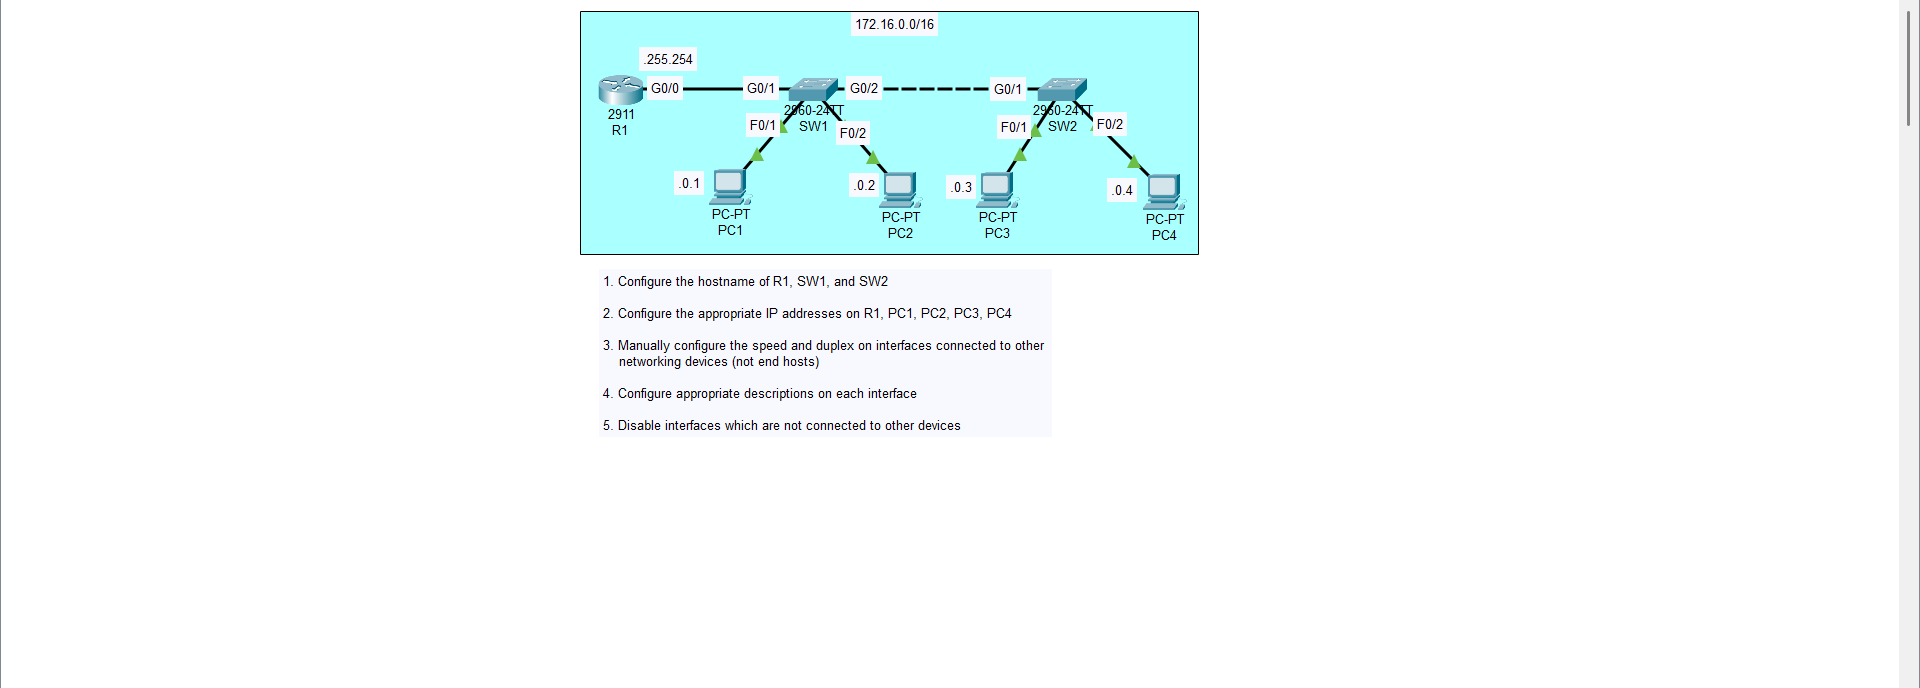 172.16.0.0/16
.255.254
G0/0
G0/1
G0/2
G0/1
2911
R1
2960-24TT
SW1
2960-24TT
SW2
F0/1
F0/2
F0/1
F0/2
.0.1
.0.2
.0.3
.0.4
PC-PT
PC1
PC-PT
PC2
PC-PT
PC3
PC-PT
PC4
1. Configure the hostname of R1, SW1, and SW2
2. Configure the appropriate IP addresses on R1, PC1, PC2, PC3, PC4
3. Manually configure the speed and duplex on interfaces connected to other
networking devices (not end hosts)
4. Configure appropriate descriptions on each interface
5. Disable interfaces which are not connected to other devices